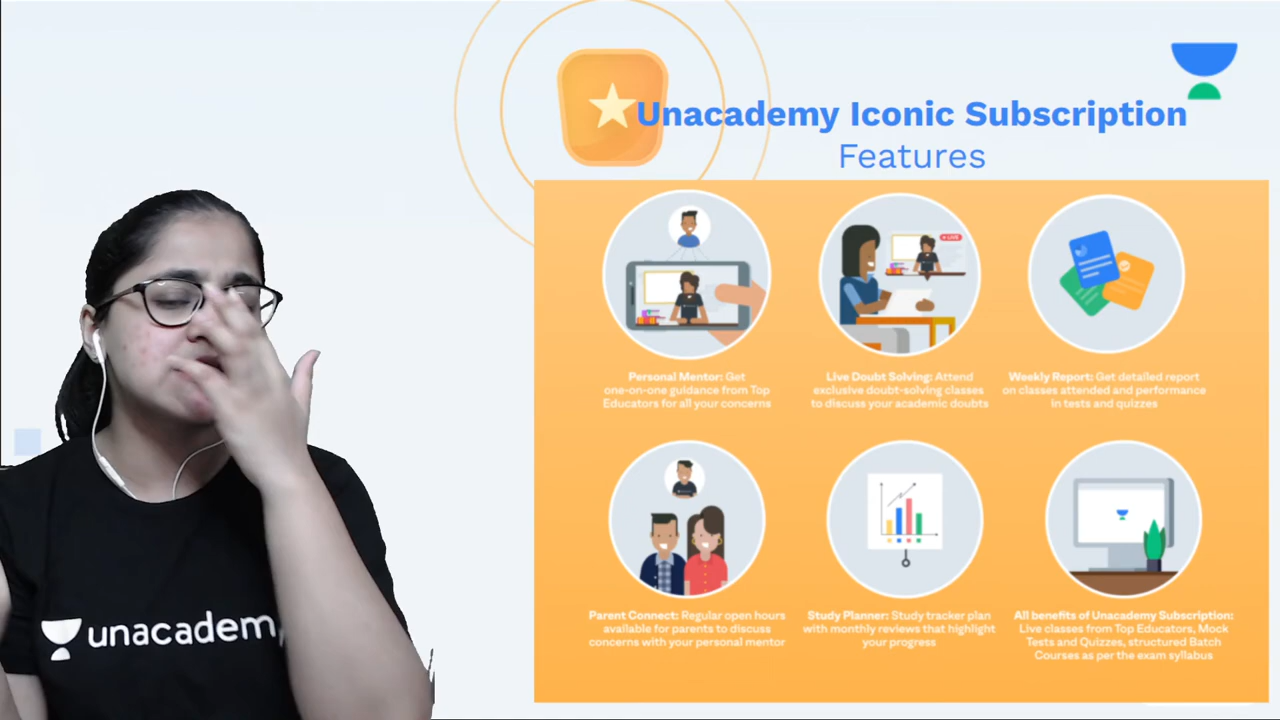 Unacademy Iconic Subscription
Features
LIVE
Personal Mentor: Get
one-on-one guidance from Top
Educators for all your concerns
Live Doubt Solving: Attend
exclusive doubt-solving classes
to discuss your academic doubts
Weekly Report: Get detailed report
on classes attended and performance
in tests and quizzes
Parent Connect: Regular open hours
available for parents to discuss
concerns with your personal mentor
Study Planner: Study tracker plan
with monthly reviews that highlight
your progress
All benefits of Unacademy Subscription:
Live classes from Top Educators, Mock
Tests and Quizzes, structured Batch
Courses as per the exam syllabus
unacademy